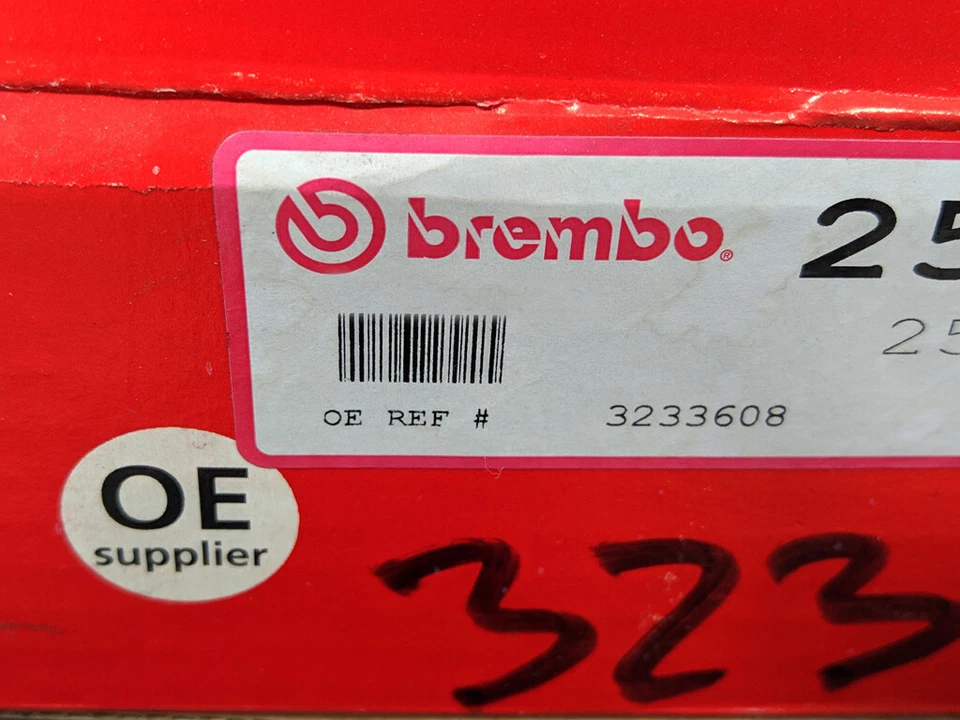 brembo®
25
25
OE REF # 3233608
OE
supplier
323